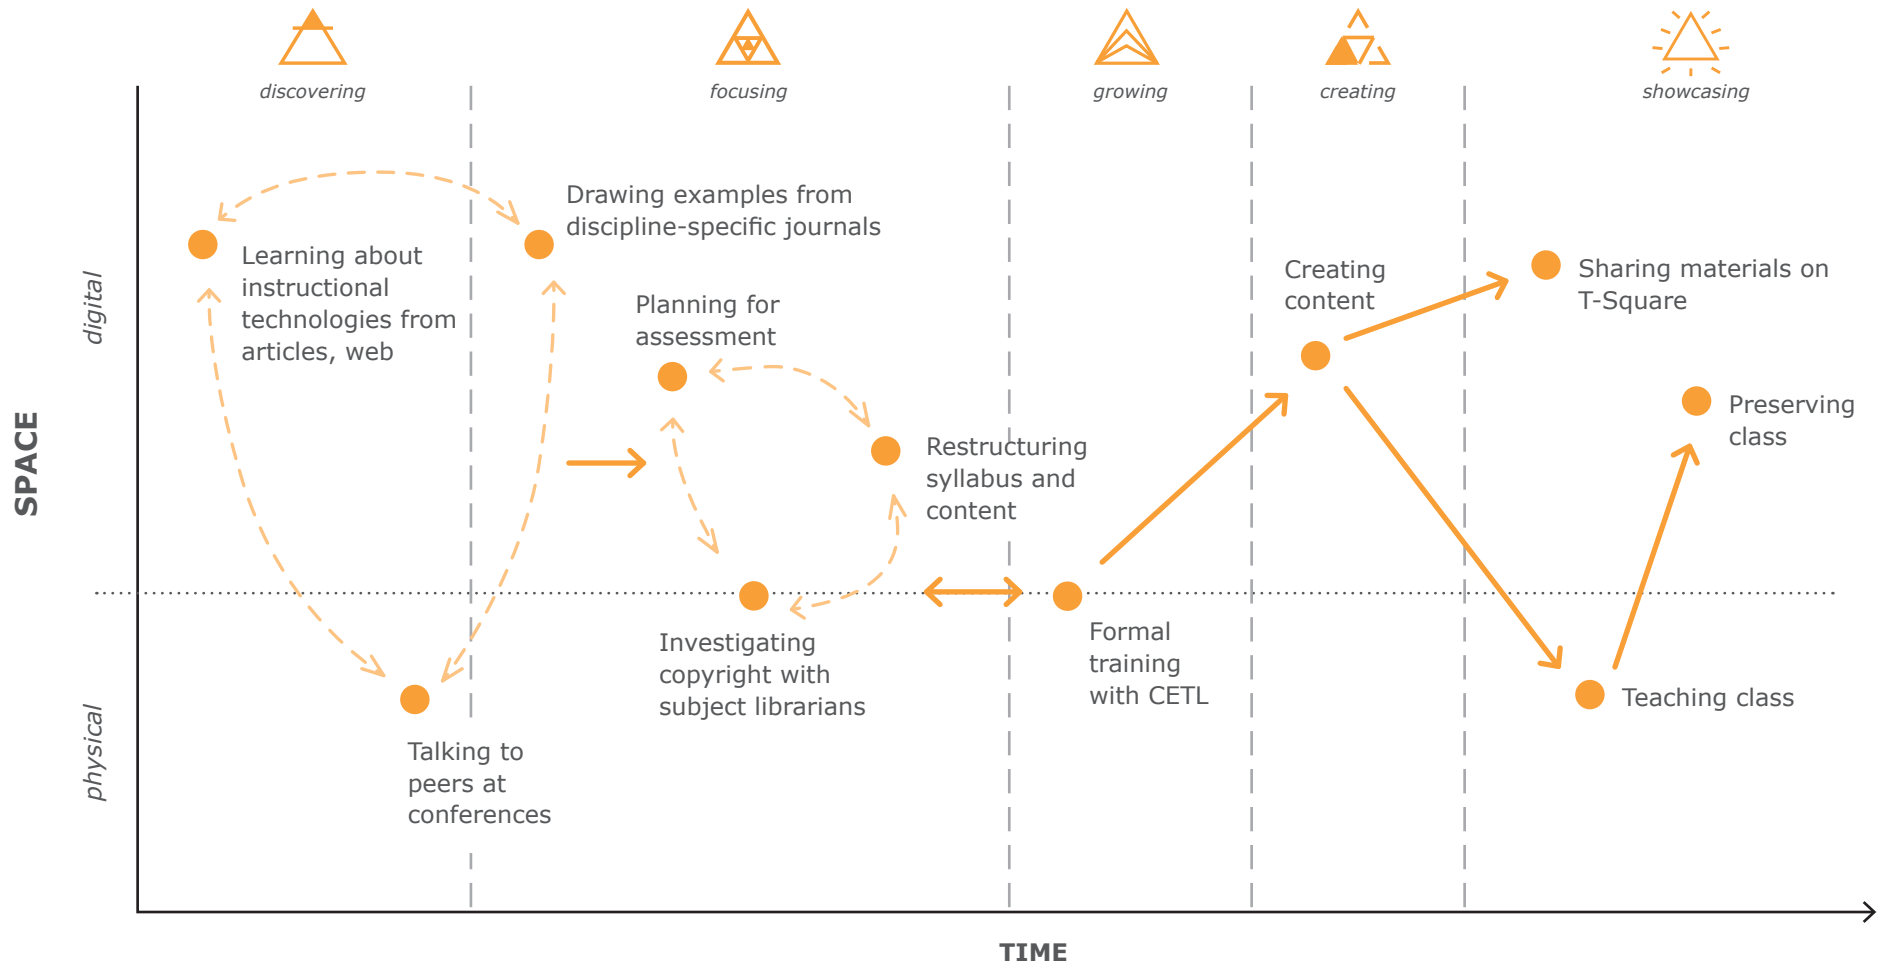 discovering
focusing
growing
creating
showcasing
SPACE
digital
physical
Learning about
instructional
technologies from
articles, web
Drawing examples from
discipline-specific journals
Talking to
peers at
conferences
Planning for
assessment
Restructuring
syllabus and
content
Investigating
copyright with
subject librarians
Formal
training
with CETL
Creating
content
Sharing materials on
T-Square
Preserving
class
Teaching class
TIME